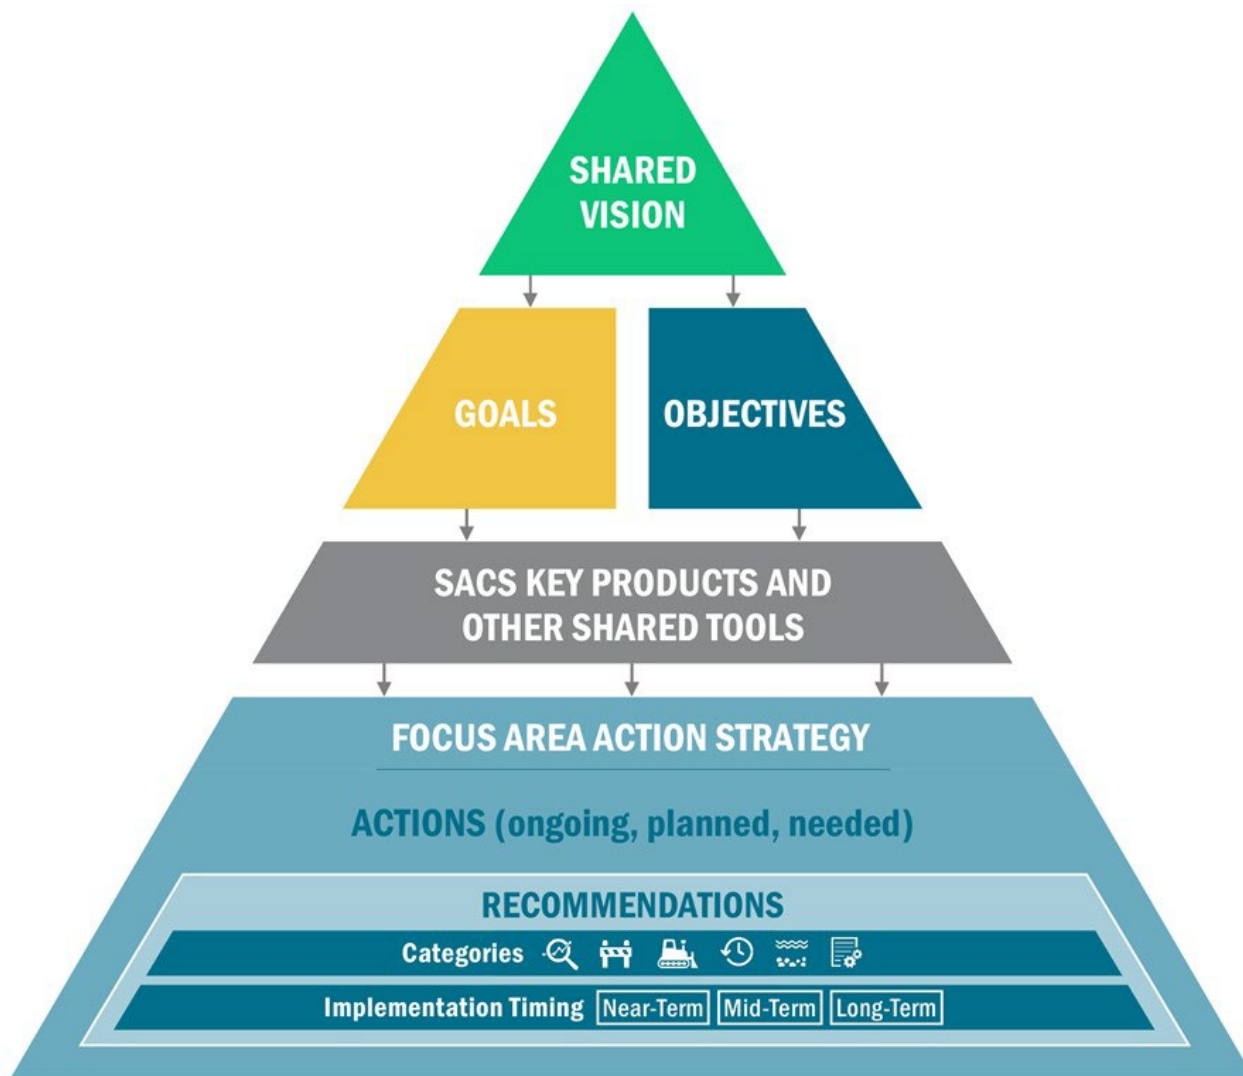 SHARED
VISION
GOALS
OBJECTIVES
SACS KEY PRODUCTS AND
OTHER SHARED TOOLS
FOCUS AREA ACTION STRATEGY
ACTIONS (ongoing, planned, needed)
RECOMMENDATIONS
Categories
Implementation Timing Near-Term Mid-Term Long-Term